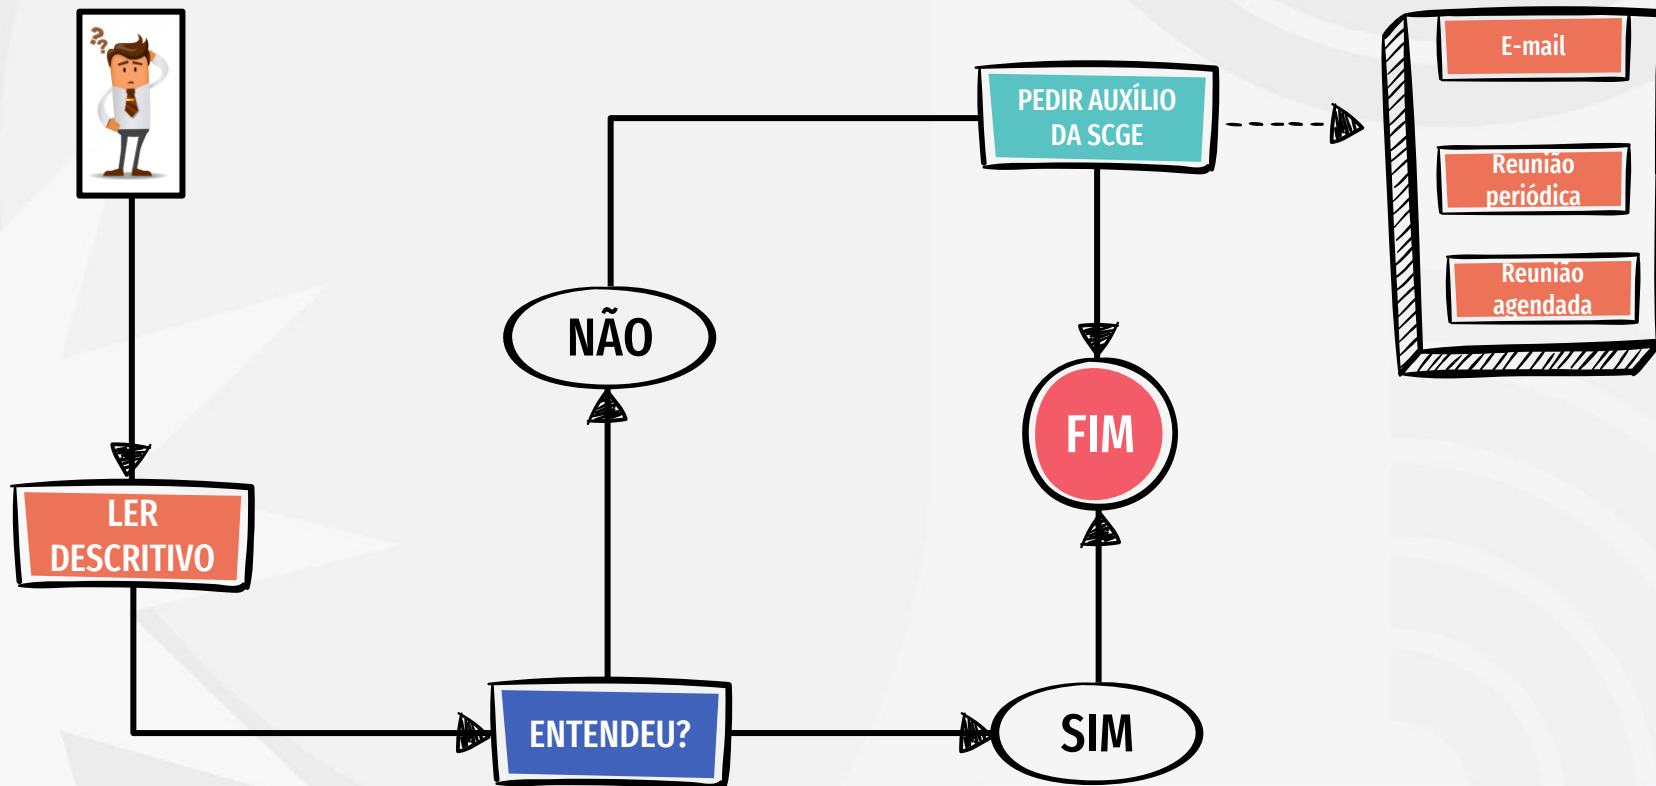 ??
E-mail
PEDIR AUXÍLIO
DA SCGE
Reunião
periódica
Reunião
agendada
NÃO
FIM
LER
DESCRITIVO
ENTENDEU?
SIM